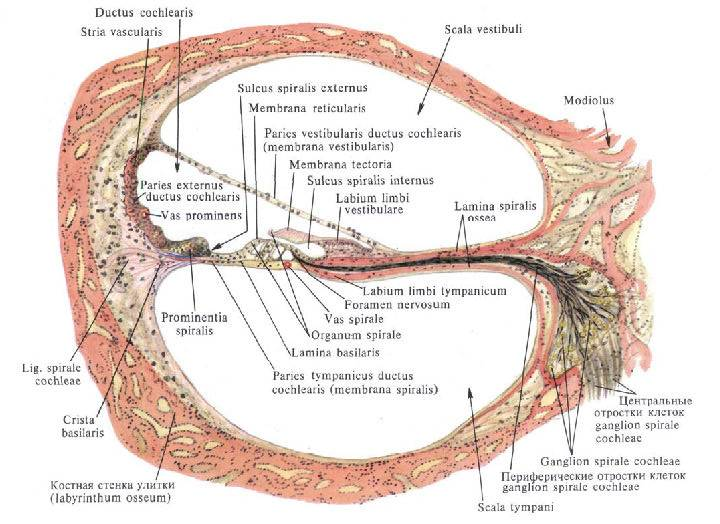 Ductus cochlearis
Stria vascularis
Scala vestibuli
Sulcus spiralis externus
Membrana reticularis
Modiolus
Paries vestibularis ductus cochlearis
(membrana vestibularis)
Membrana tectoria
Sulcus spiralis internus
Paries externus
ductus cochlearis
Labium limbi
vestibulare
Lamina spiralis
ossea
Vas prominens
Labium limbi tympanicum
Foramen nervosum
Prominentia
spiralis
Vas spirale
Organum spirale
Lamina basilaris
Lig. spirale
cochleae
Paries tympanicus ductus
cochlearis (membrana spiralis)
Crista
basilaris
Центральные
отростки клеток
ganglion spirale
cochleae
Ganglion spirale cochleae
Периферические отростки клеток
ganglion spirale cochleae
Костная стенка улитки
(labyrinthum osseum)
Scala tympani